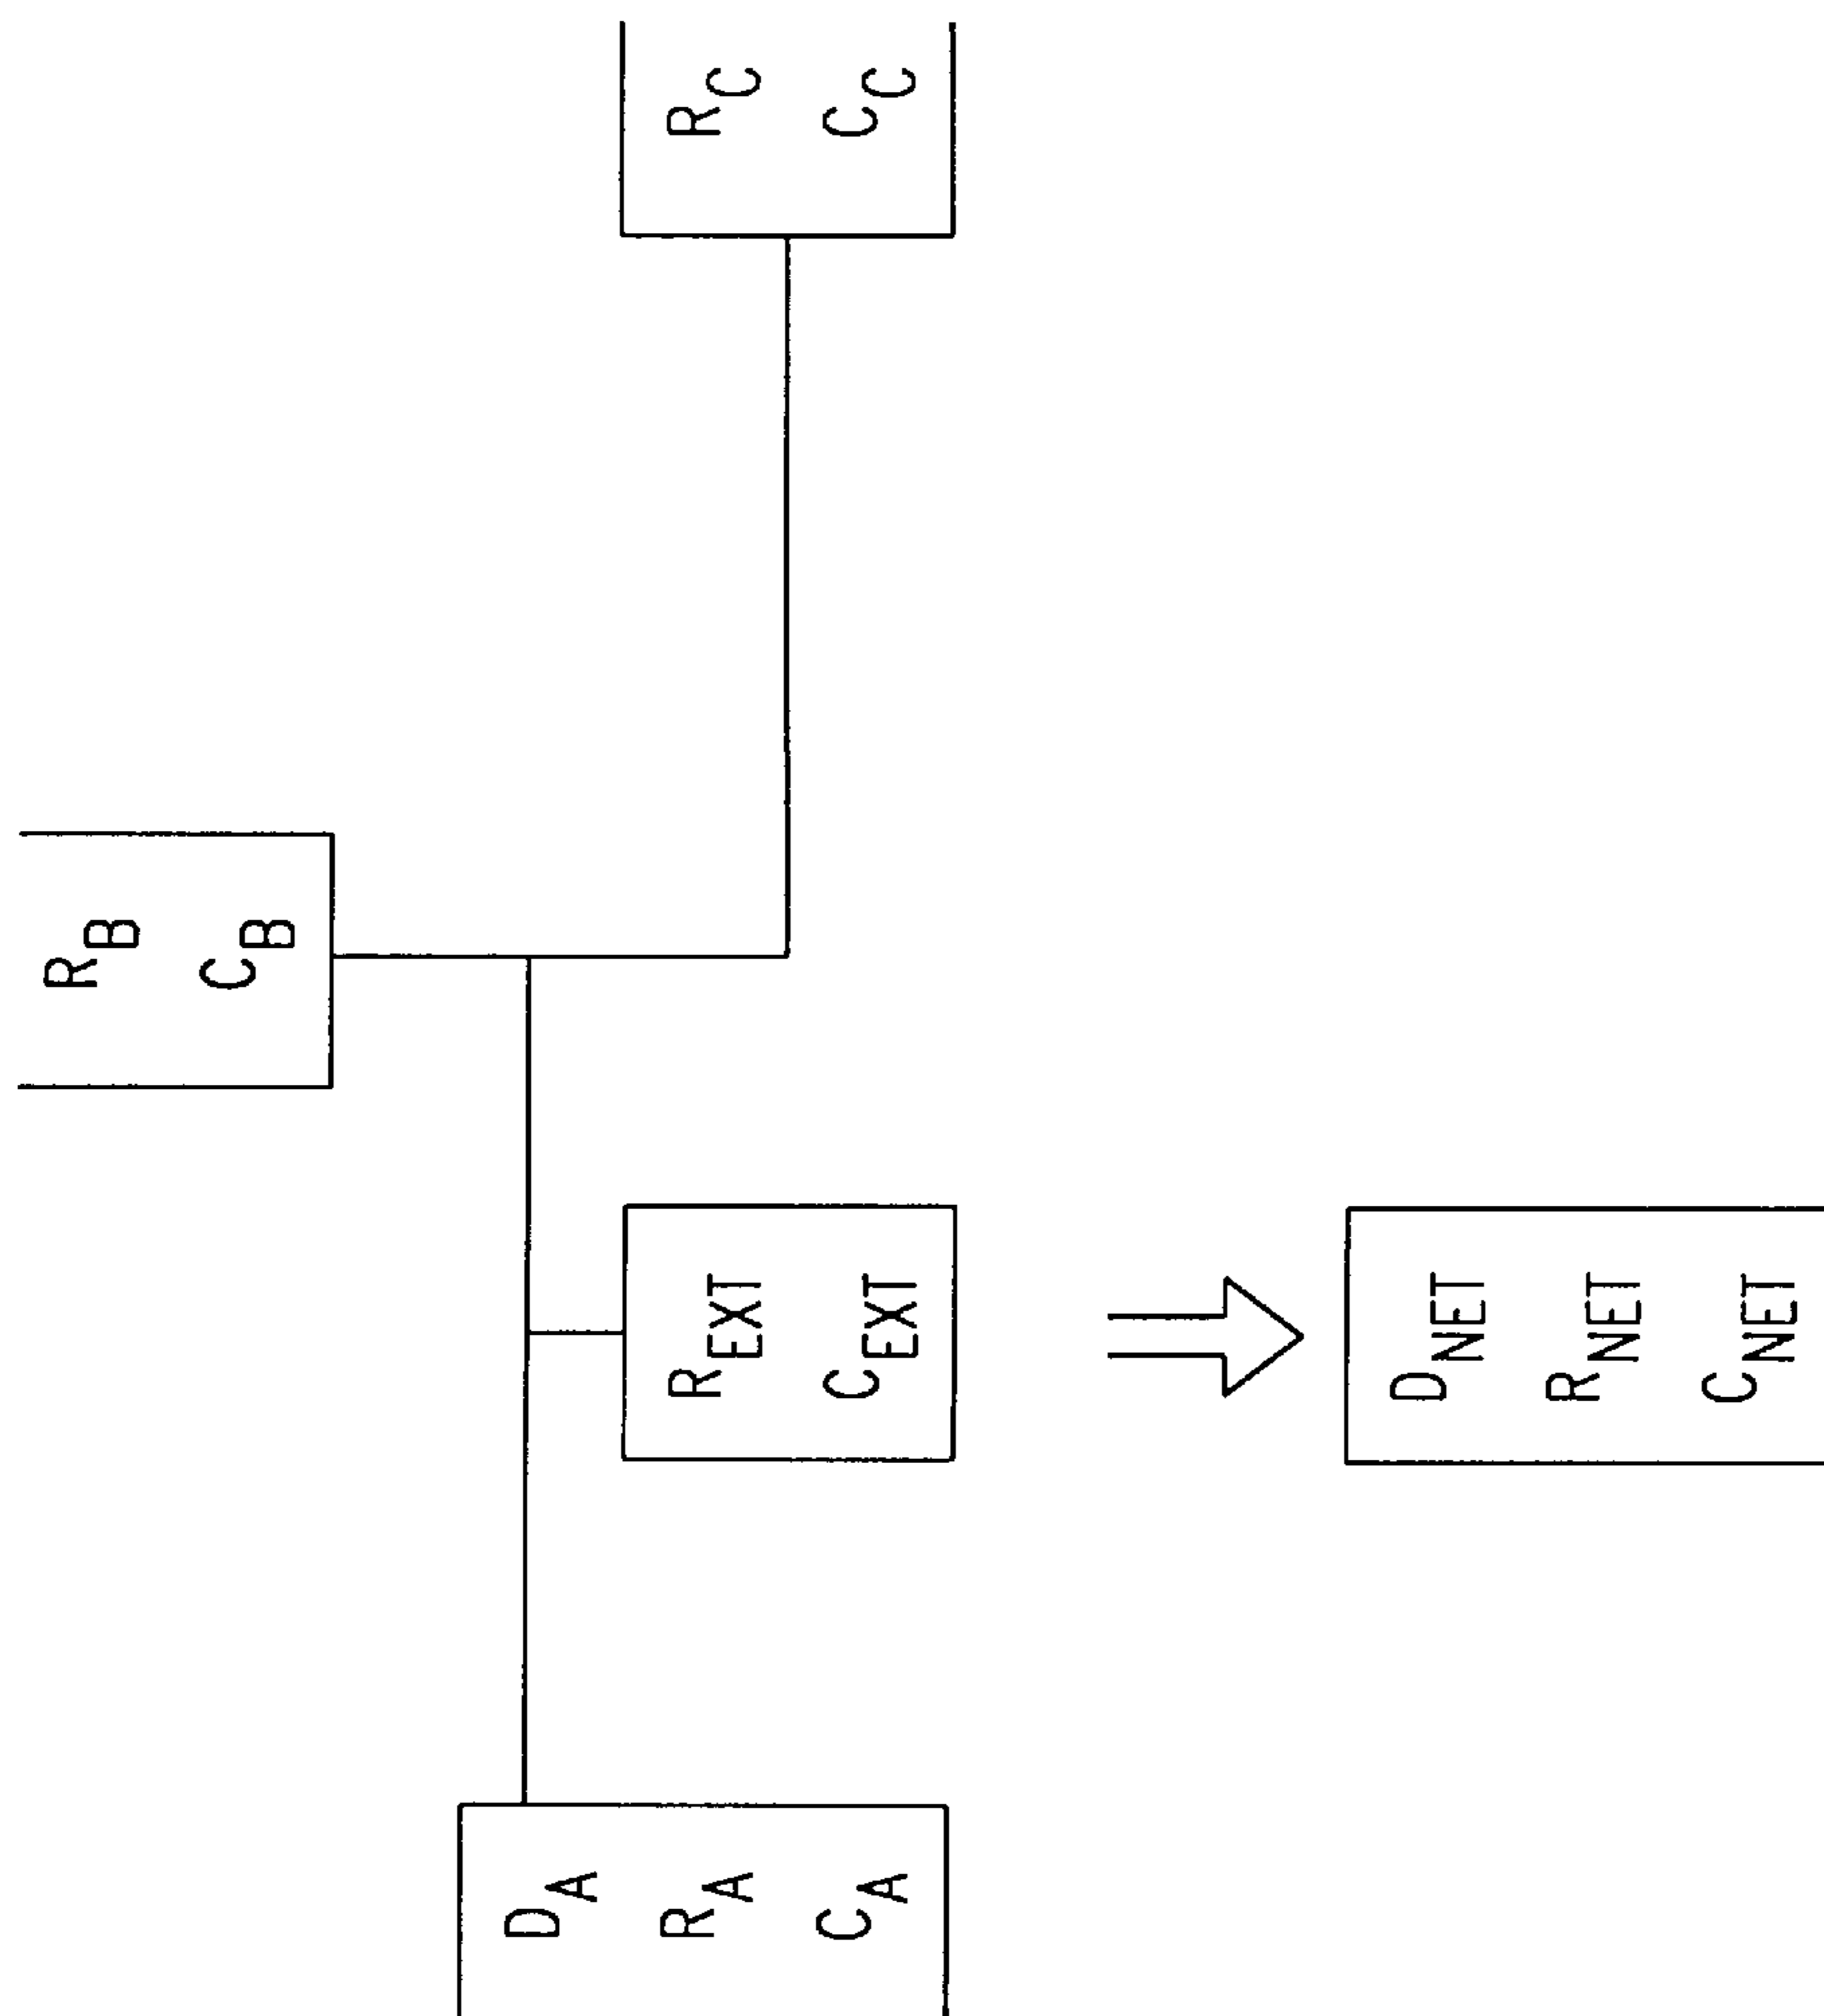 R_B
C_B
D_A
R_A
C_A
R_EXT
C_EXT
R_C
C_C
D_NET
R_NET
C_NET